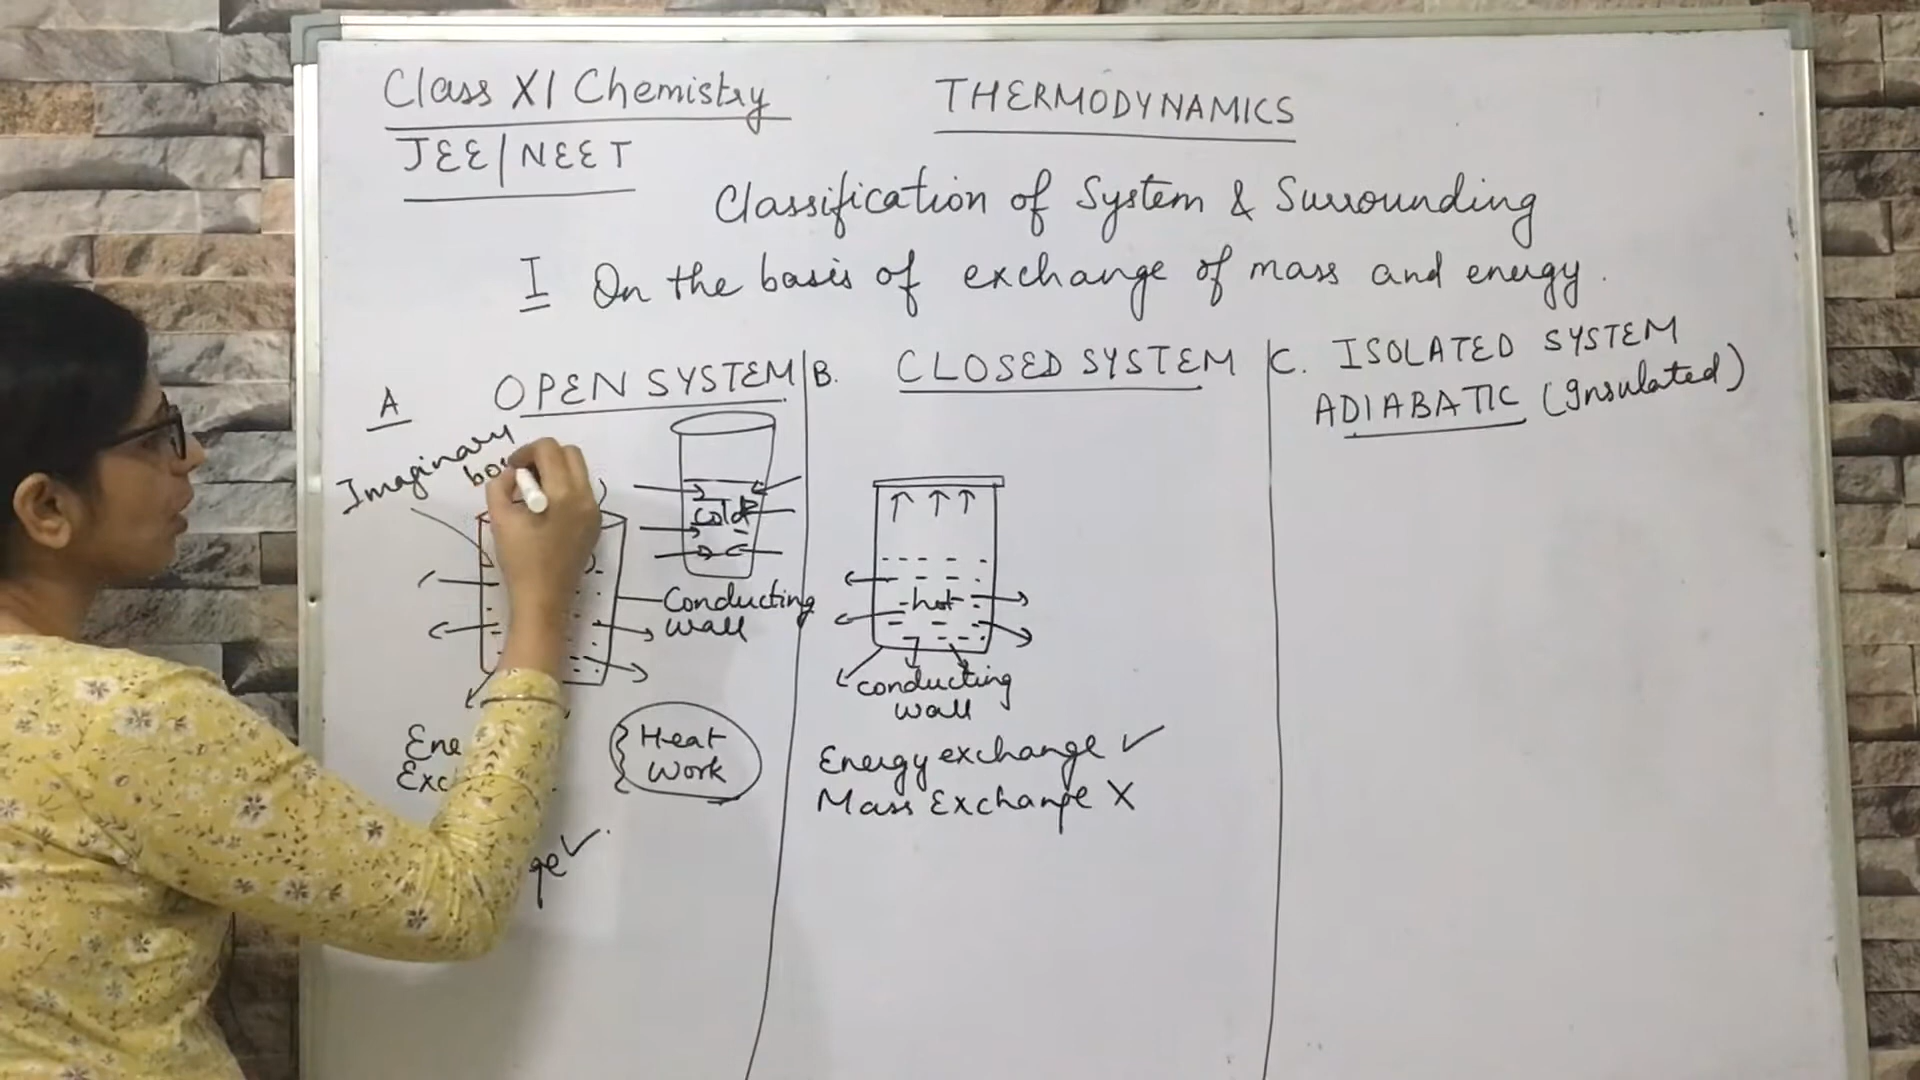 Class XI Chemistry
JEE/NEET
THERMODYNAMICS
Classification of System & Surrounding
I On the basis of exchange of mass and energy.
A OPEN SYSTEM
Imaginary
cold
Conducting
wall
Heat
Work
B. CLOSED SYSTEM
hot
conducting
wall
Energy exchange ✓
Mass Exchange X
C. ISOLATED SYSTEM
ADIABATIC (Insulated)